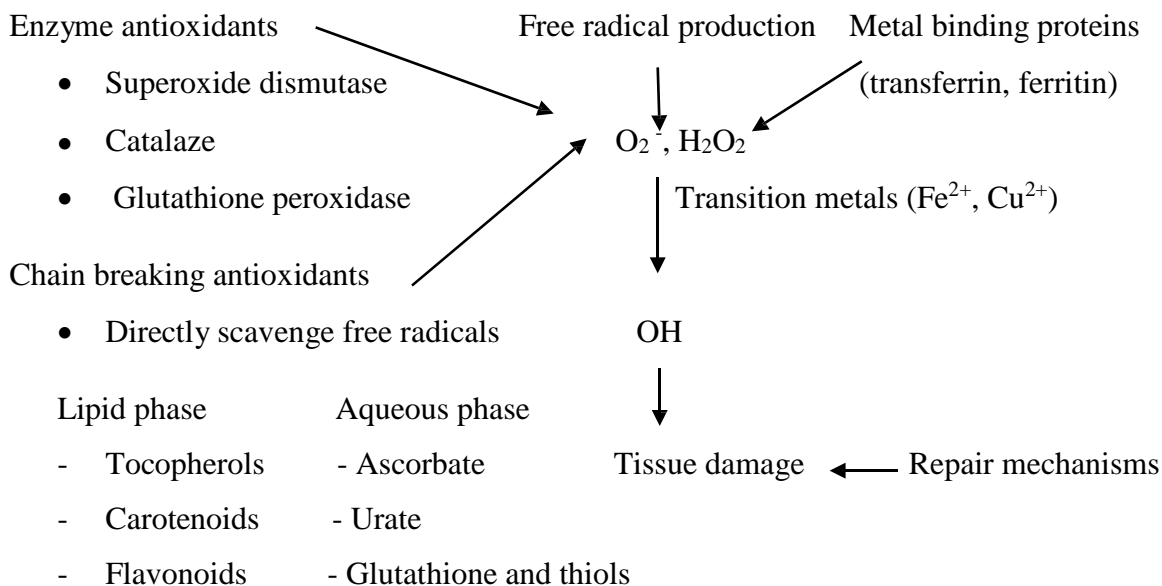 Enzyme antioxidants Free radical production Metal binding proteins
• Superoxide dismutase (transferrin, ferritin)
• Catalaze O₂⁻, H₂O₂
• Glutathione peroxidase Transition metals (Fe²⁺, Cu²⁺)
Chain breaking antioxidants
• Directly scavenge free radicals OH
Lipid phase Aqueous phase
- Tocopherols - Ascorbate Tissue damage Repair mechanisms
- Carotenoids - Urate
- Flavonoids - Glutathione and thiols